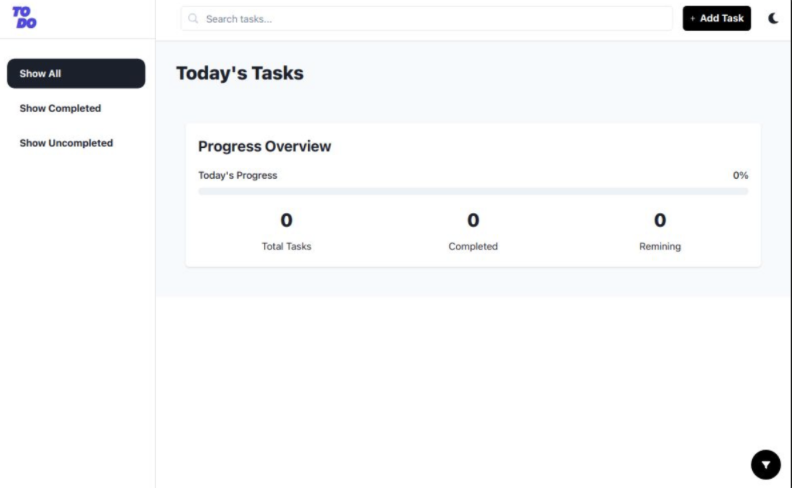 TO
DO
Search tasks...
+ Add Task
Show All
Show Completed
Show Uncompleted
Today's Tasks
Progress Overview
Today's Progress
0%
0
0
0
Total Tasks
Completed
Remining